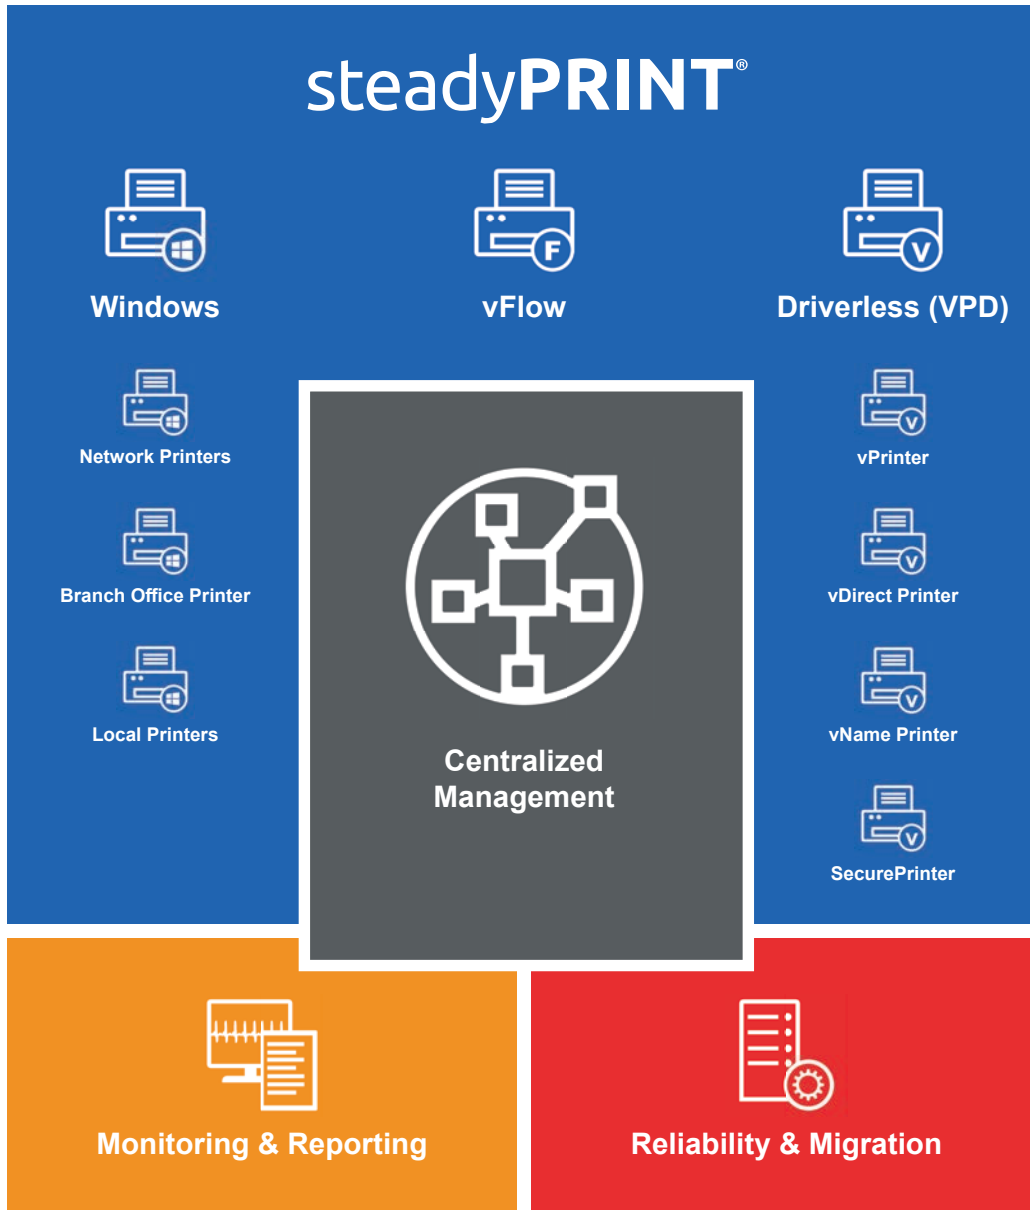 steadyPRINT®
Windows
vFlow
Driverless (VPD)
Network Printers
Branch Office Printer
Local Printers
Centralized
Management
vPrinter
vDirect Printer
vName Printer
SecurePrinter
Monitoring & Reporting
Reliability & Migration